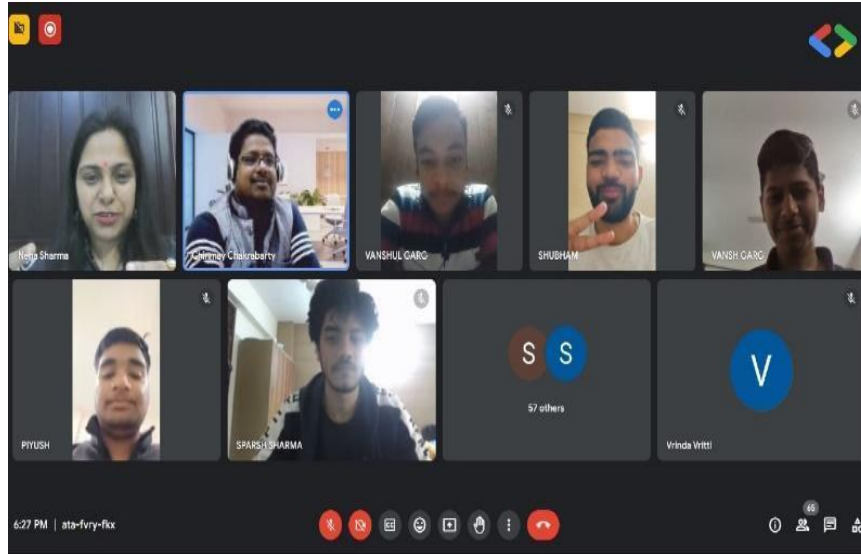 Neha Sharma
Chinmay Chakrabarty
VANSHUL GARG
SHUBHAM
VANSH GARG
PIYUSH
SPARSH SHARMA
S S
57 others
V
Vrinda Vritti
6:27 PM | ata-fvry-fkx
CC
65